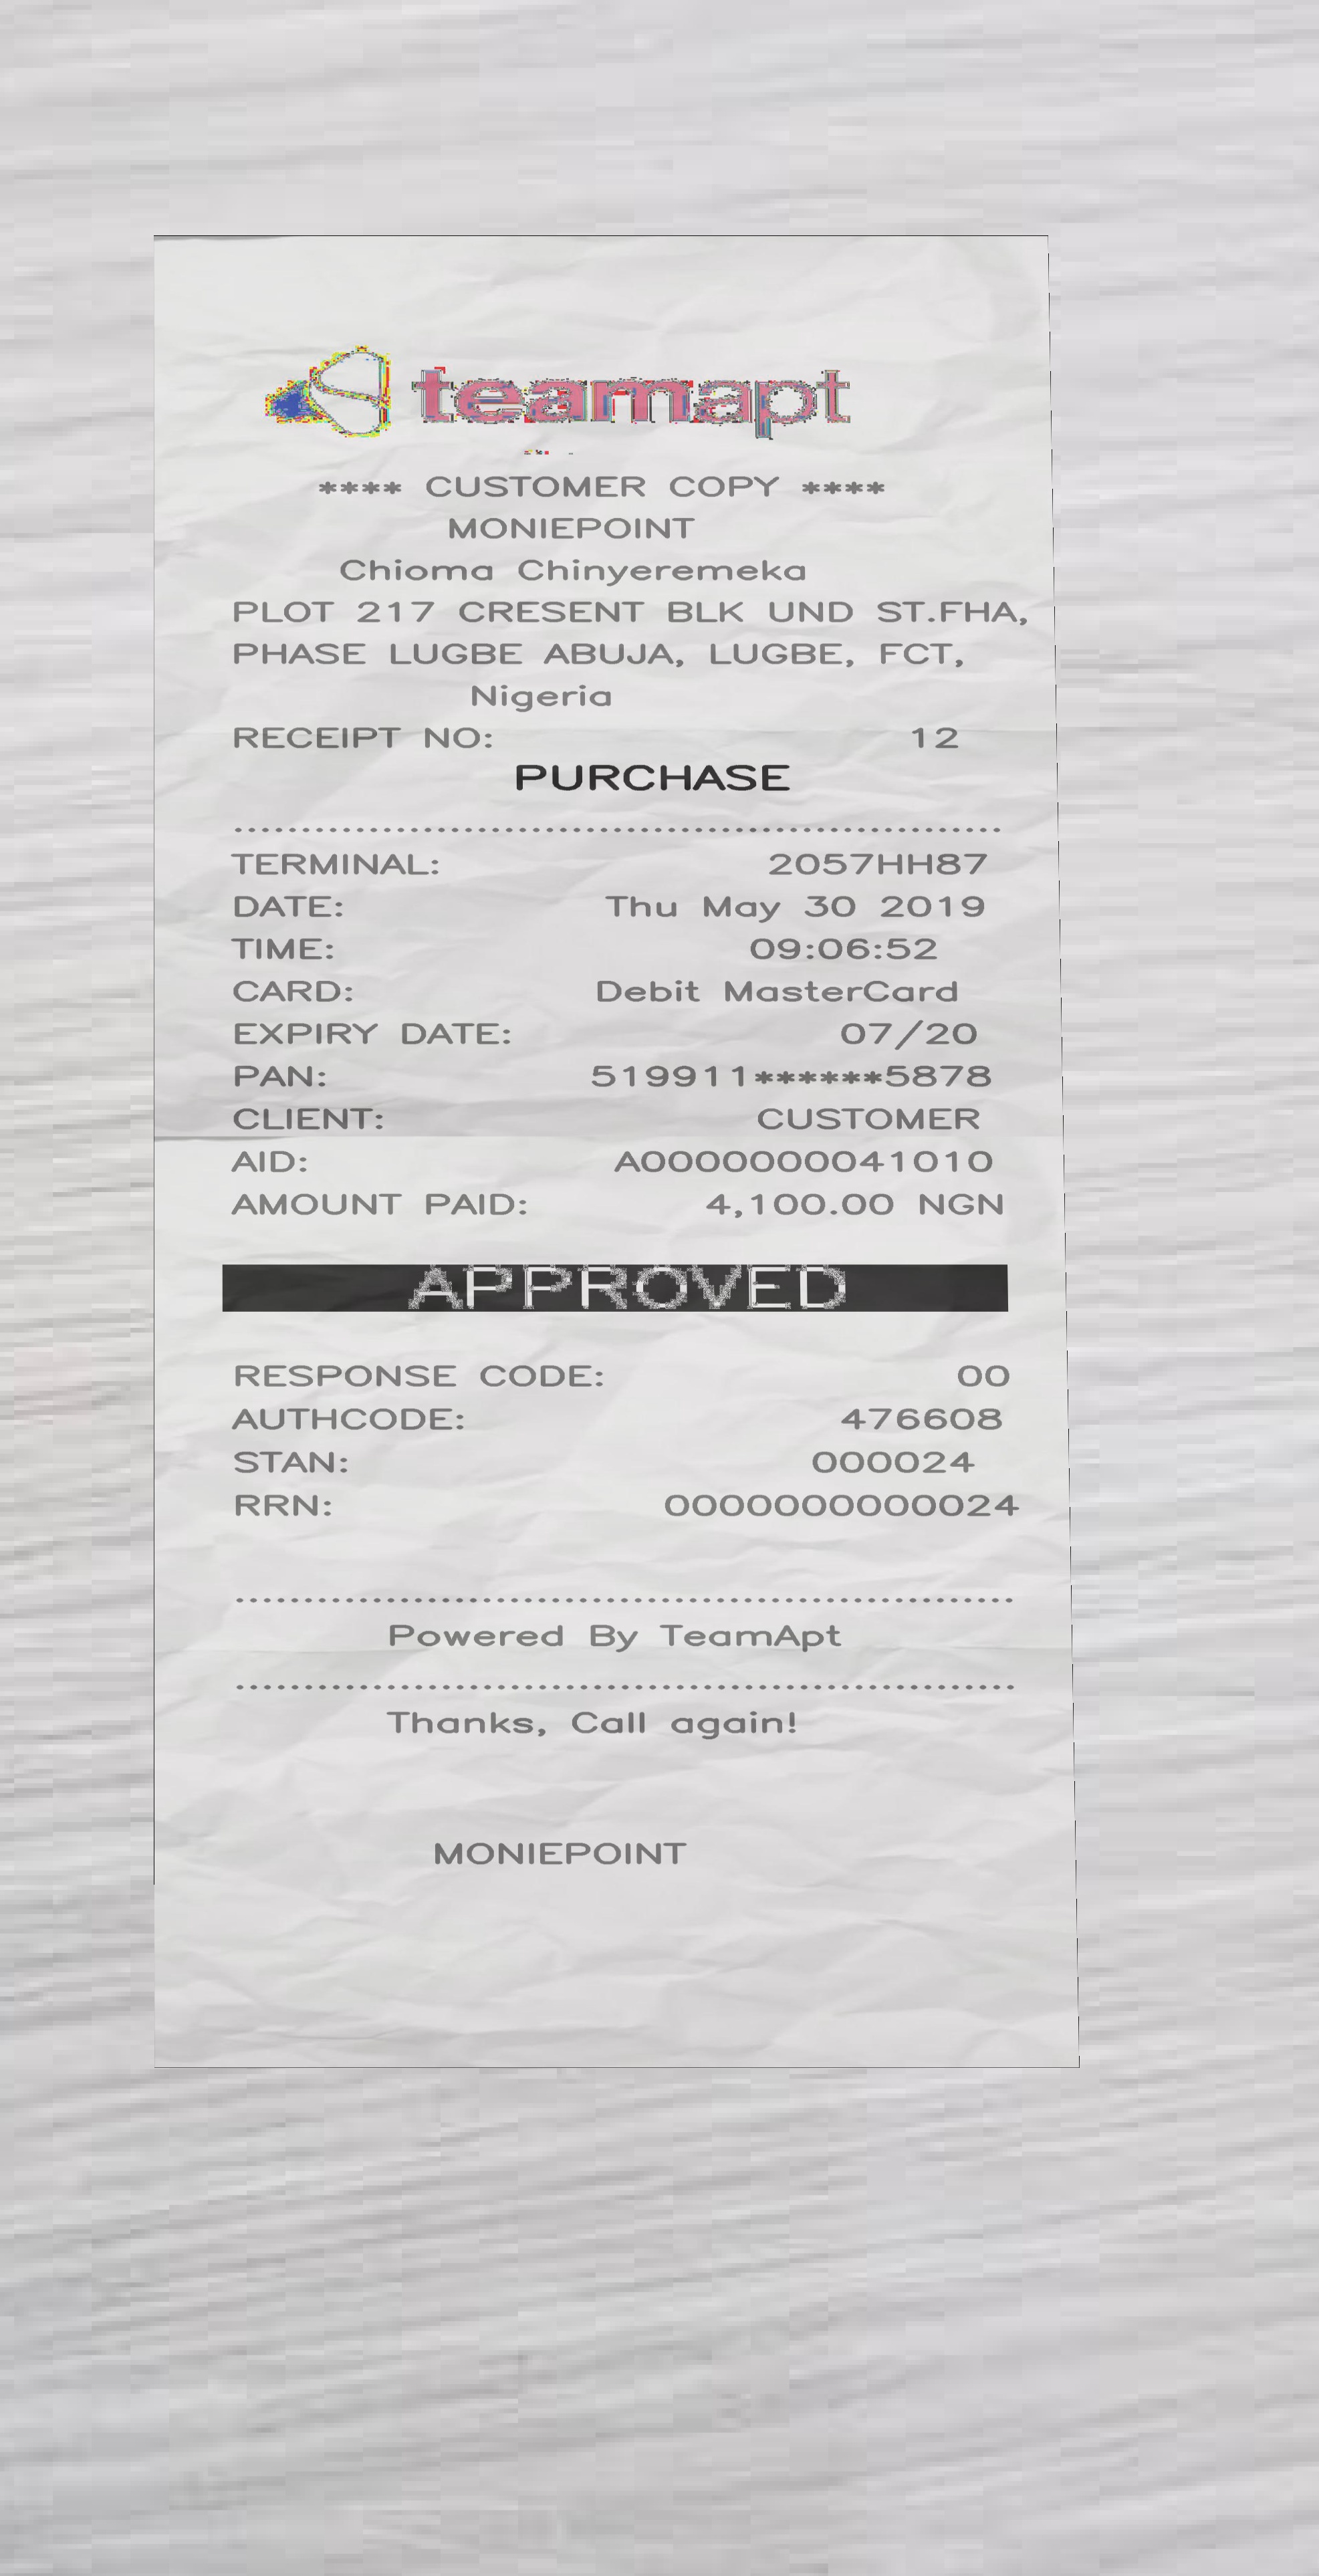 teamapt
**** CUSTOMER COPY ****
MONIEPOINT
Chioma Chinyeremeka
PLOT 217 CRESENT BLK UND ST.FHA,
PHASE LUGBE ABUJA, LUGBE, FCT,
Nigeria
RECEIPT NO: 12
PURCHASE
TERMINAL: 2057HH87
DATE: Thu May 30 2019
TIME: 09:06:52
CARD: Debit MasterCard
EXPIRY DATE: 07/20
PAN: 519911******5878
CLIENT: CUSTOMER
AID: A0000000041010
AMOUNT PAID: 4,100.00 NGN
APPROVED
RESPONSE CODE: 00
AUTHCODE: 476608
STAN: 000024
RRN: 0000000000024
Powered By TeamApt
Thanks, Call again!
MONIEPOINT